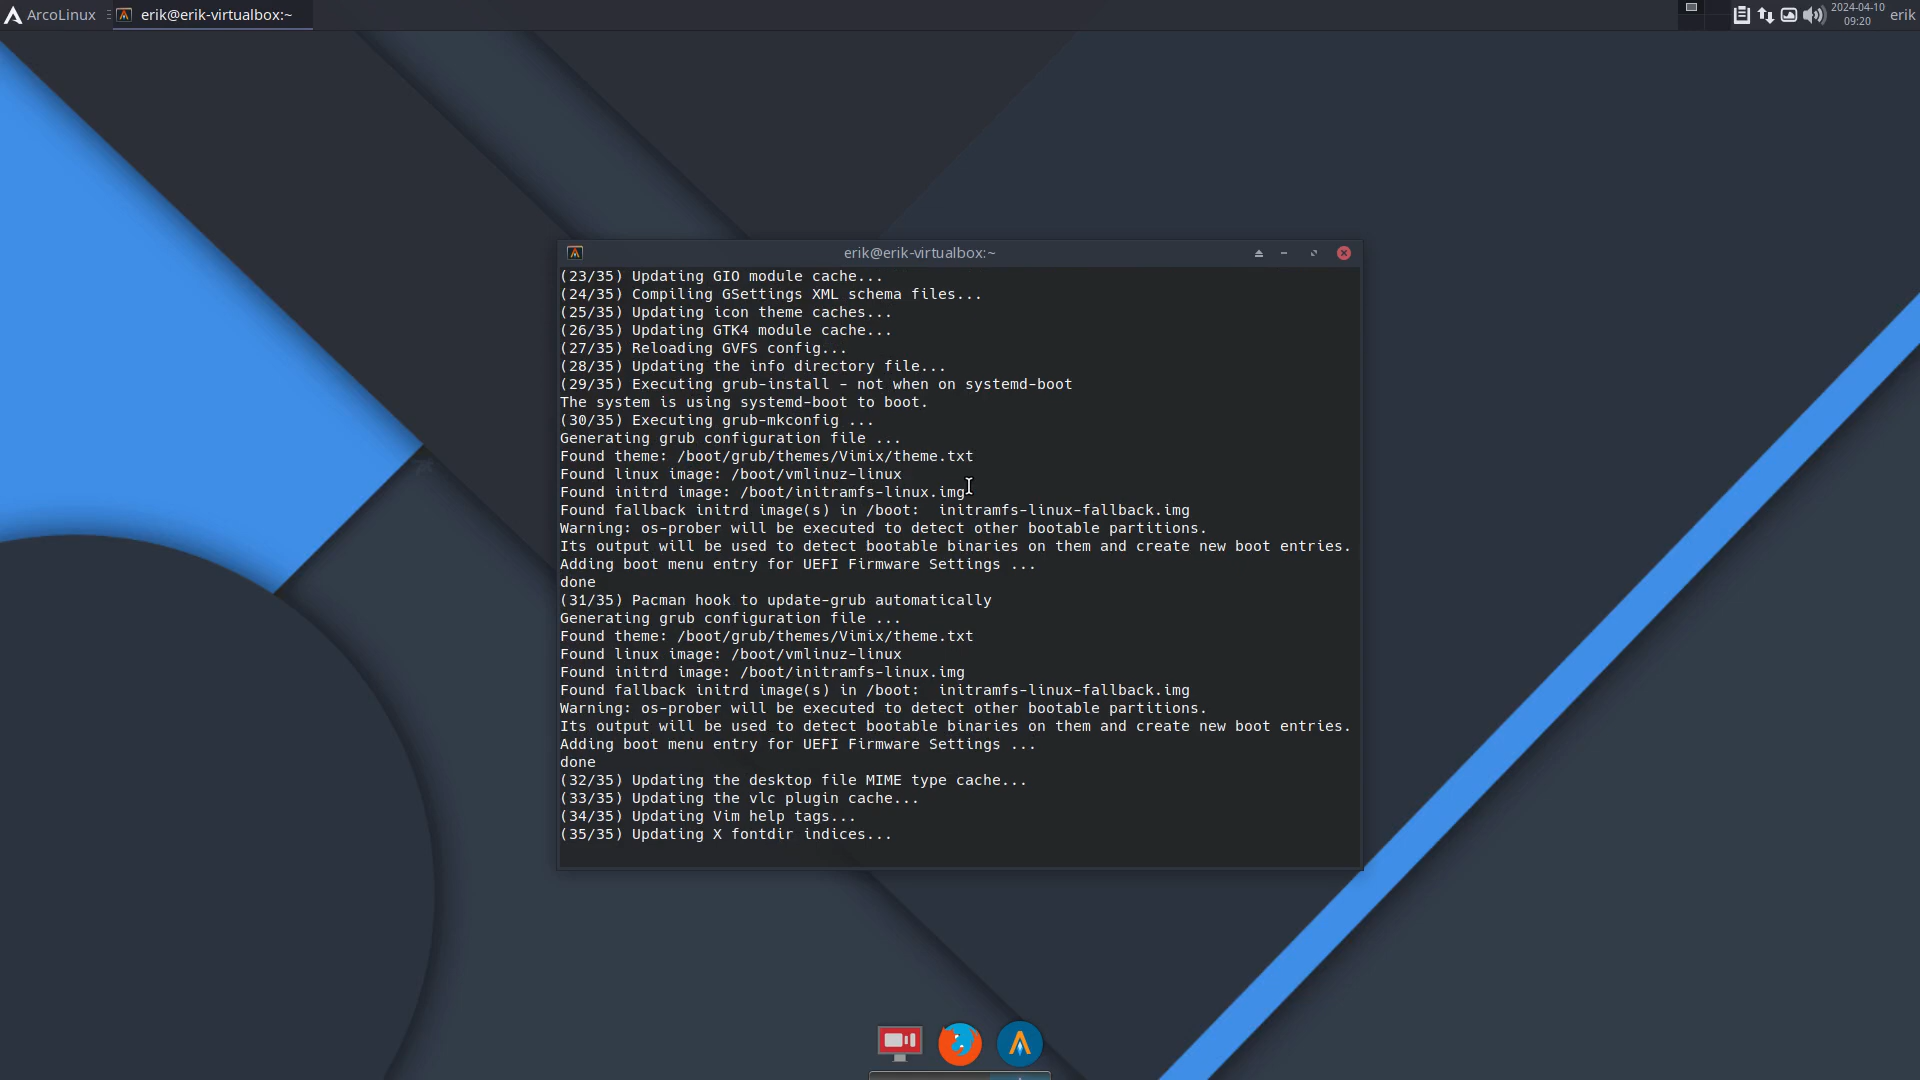 ArcoLinux
erik@erik-virtualbox:~
2024-04-10
09:20
erik
erik@erik-virtualbox:~
(23/35) Updating GIO module cache...
(24/35) Compiling GSettings XML schema files...
(25/35) Updating icon theme caches...
(26/35) Updating GTK4 module cache...
(27/35) Reloading GVFS config...
(28/35) Updating the info directory file...
(29/35) Executing grub-install - not when on systemd-boot
The system is using systemd-boot to boot.
(30/35) Executing grub-mkconfig ...
Generating grub configuration file ...
Found theme: /boot/grub/themes/Vimix/theme.txt
Found linux image: /boot/vmlinuz-linux
Found initrd image: /boot/initramfs-linux.img
Found fallback initrd image(s) in /boot:  initramfs-linux-fallback.img
Warning: os-prober will be executed to detect other bootable partitions.
Its output will be used to detect bootable binaries on them and create new boot entries.
Adding boot menu entry for UEFI Firmware Settings ...
done
(31/35) Pacman hook to update-grub automatically
Generating grub configuration file ...
Found theme: /boot/grub/themes/Vimix/theme.txt
Found linux image: /boot/vmlinuz-linux
Found initrd image: /boot/initramfs-linux.img
Found fallback initrd image(s) in /boot:  initramfs-linux-fallback.img
Warning: os-prober will be executed to detect other bootable partitions.
Its output will be used to detect bootable binaries on them and create new boot entries.
Adding boot menu entry for UEFI Firmware Settings ...
done
(32/35) Updating the desktop file MIME type cache...
(33/35) Updating the vlc plugin cache...
(34/35) Updating Vim help tags...
(35/35) Updating X fontdir indices...